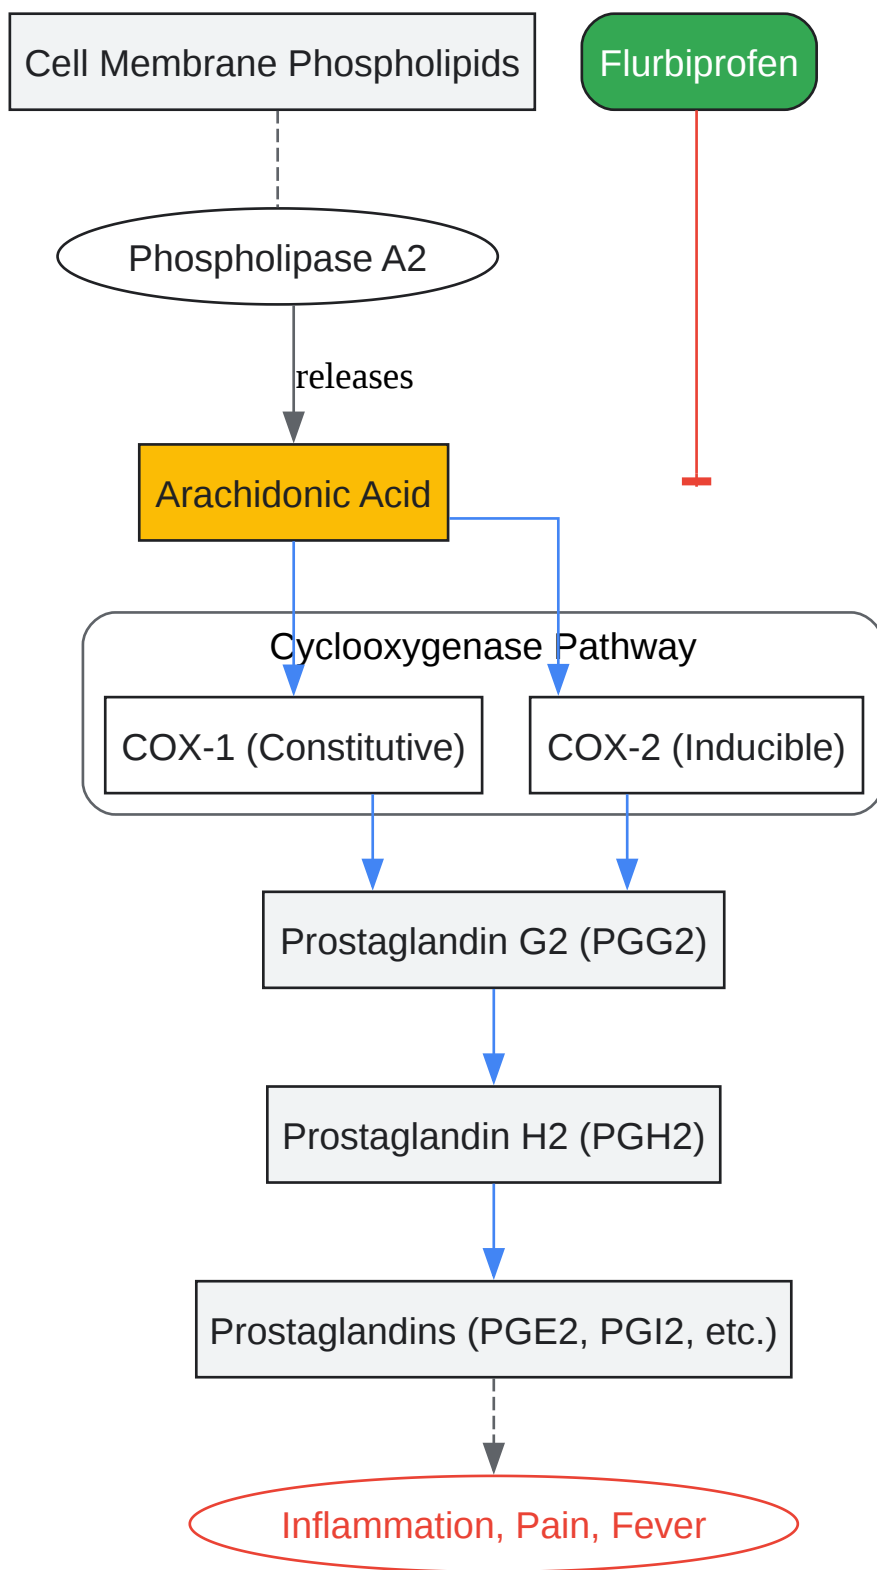 Cell Membrane Phospholipids
Flurbiprofen
Phospholipase A2
releases
Arachidonic Acid
Cyclooxygenase Pathway
COX-1 (Constitutive)
COX-2 (Inducible)
Prostaglandin G2 (PGG2)
Prostaglandin H2 (PGH2)
Prostaglandins (PGE2, PGI2, etc.)
Inflammation, Pain, Fever